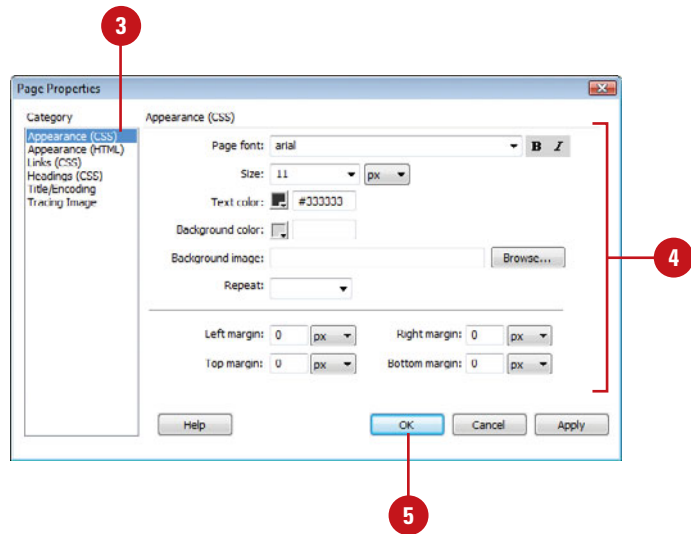 3
Page Properties
Category
Appearance (CSS)
Appearance (CSS)
Appearance (HTML)
Links (CSS)
Headings (CSS)
Title/Encoding
Tracing Image
Page font: arial B I
Size: 11 px
Text color: #333333
Background color:
Background image: Browse...
Repeat:
Left margin: 0 px Right margin: 0 px
Top margin: 0 px Bottom margin: 0 px
4
Help OK Cancel Apply
5